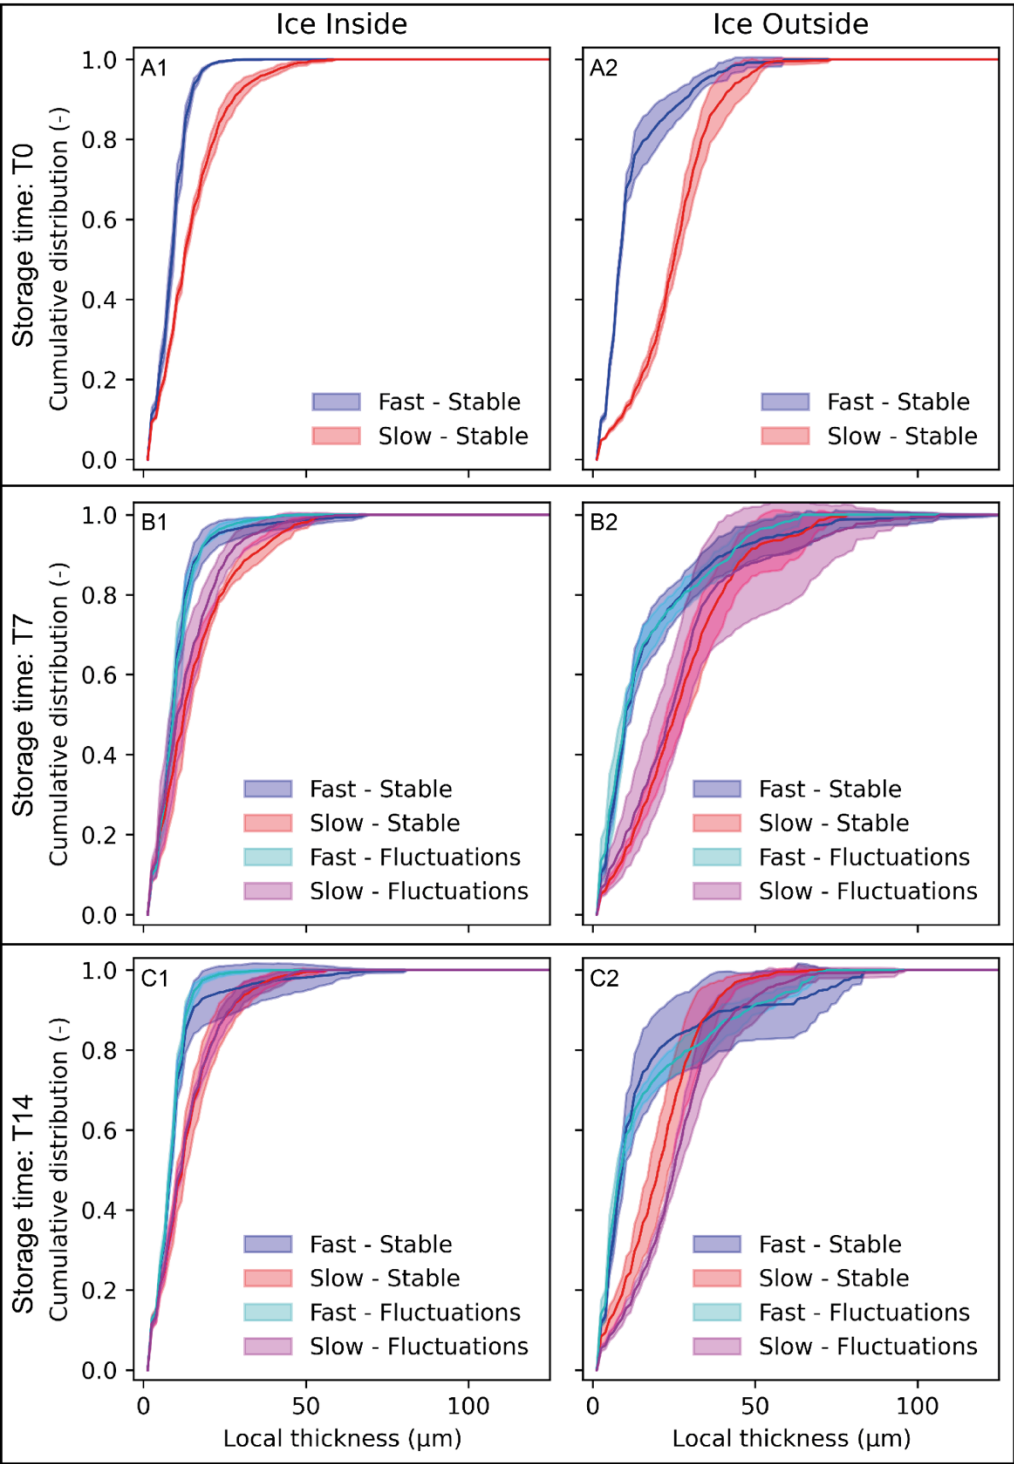 Ice Inside
Ice Outside
Storage time: T0
Cumulative distribution (-)
1.0
0.8
0.6
0.4
0.2
0.0
A1
Fast - Stable
Slow - Stable
A2
Fast - Stable
Slow - Stable
Storage time: T7
Cumulative distribution (-)
1.0
0.8
0.6
0.4
0.2
0.0
B1
Fast - Stable
Slow - Stable
Fast - Fluctuations
Slow - Fluctuations
B2
Fast - Stable
Slow - Stable
Fast - Fluctuations
Slow - Fluctuations
Storage time: T14
Cumulative distribution (-)
1.0
0.8
0.6
0.4
0.2
0.0
C1
Fast - Stable
Slow - Stable
Fast - Fluctuations
Slow - Fluctuations
0 50 100
Local thickness (μm)
C2
Fast - Stable
Slow - Stable
Fast - Fluctuations
Slow - Fluctuations
0 50 100
Local thickness (μm)